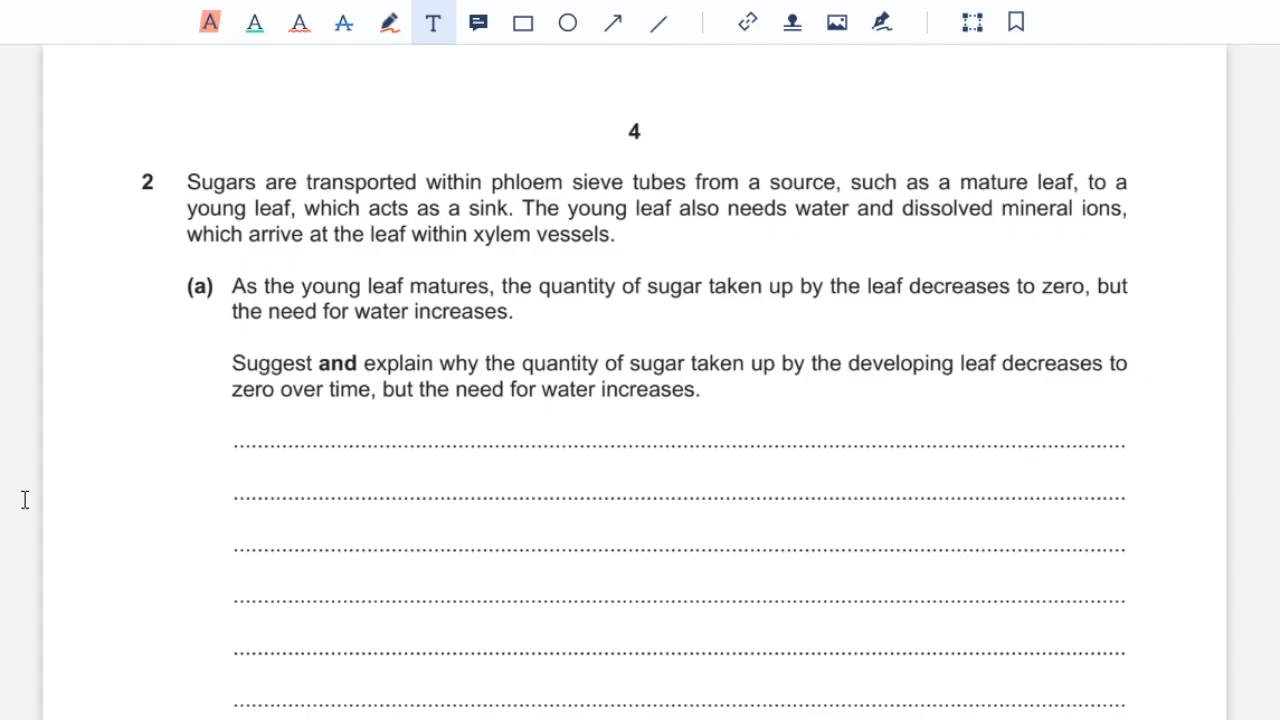 4
2 Sugars are transported within phloem sieve tubes from a source, such as a mature leaf, to a
young leaf, which acts as a sink. The young leaf also needs water and dissolved mineral ions,
which arrive at the leaf within xylem vessels.
(a) As the young leaf matures, the quantity of sugar taken up by the leaf decreases to zero, but
the need for water increases.
Suggest and explain why the quantity of sugar taken up by the developing leaf decreases to
zero over time, but the need for water increases.